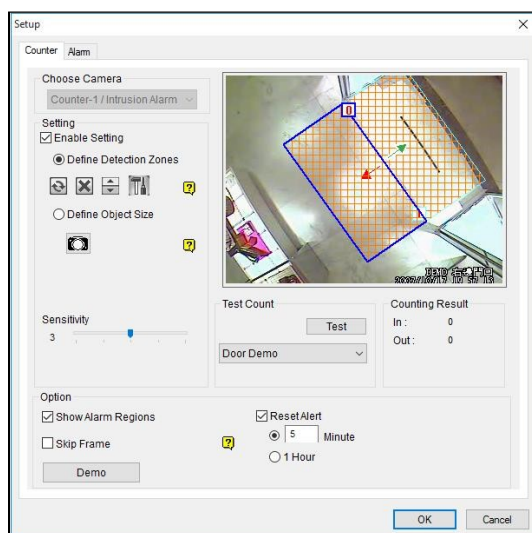 Setup
Counter
Alarm
Choose Camera
Counter-1 / Intrusion Alarm
Setting
Enable Setting
Define Detection Zones
?
Define Object Size
?
Sensitivity
3
0
Test Count
Test
Door Demo
Counting Result
In : 0
Out : 0
Option
Show Alarm Regions
Skip Frame
?
Demo
Reset Alert
5 Minute
1 Hour
OK
Cancel